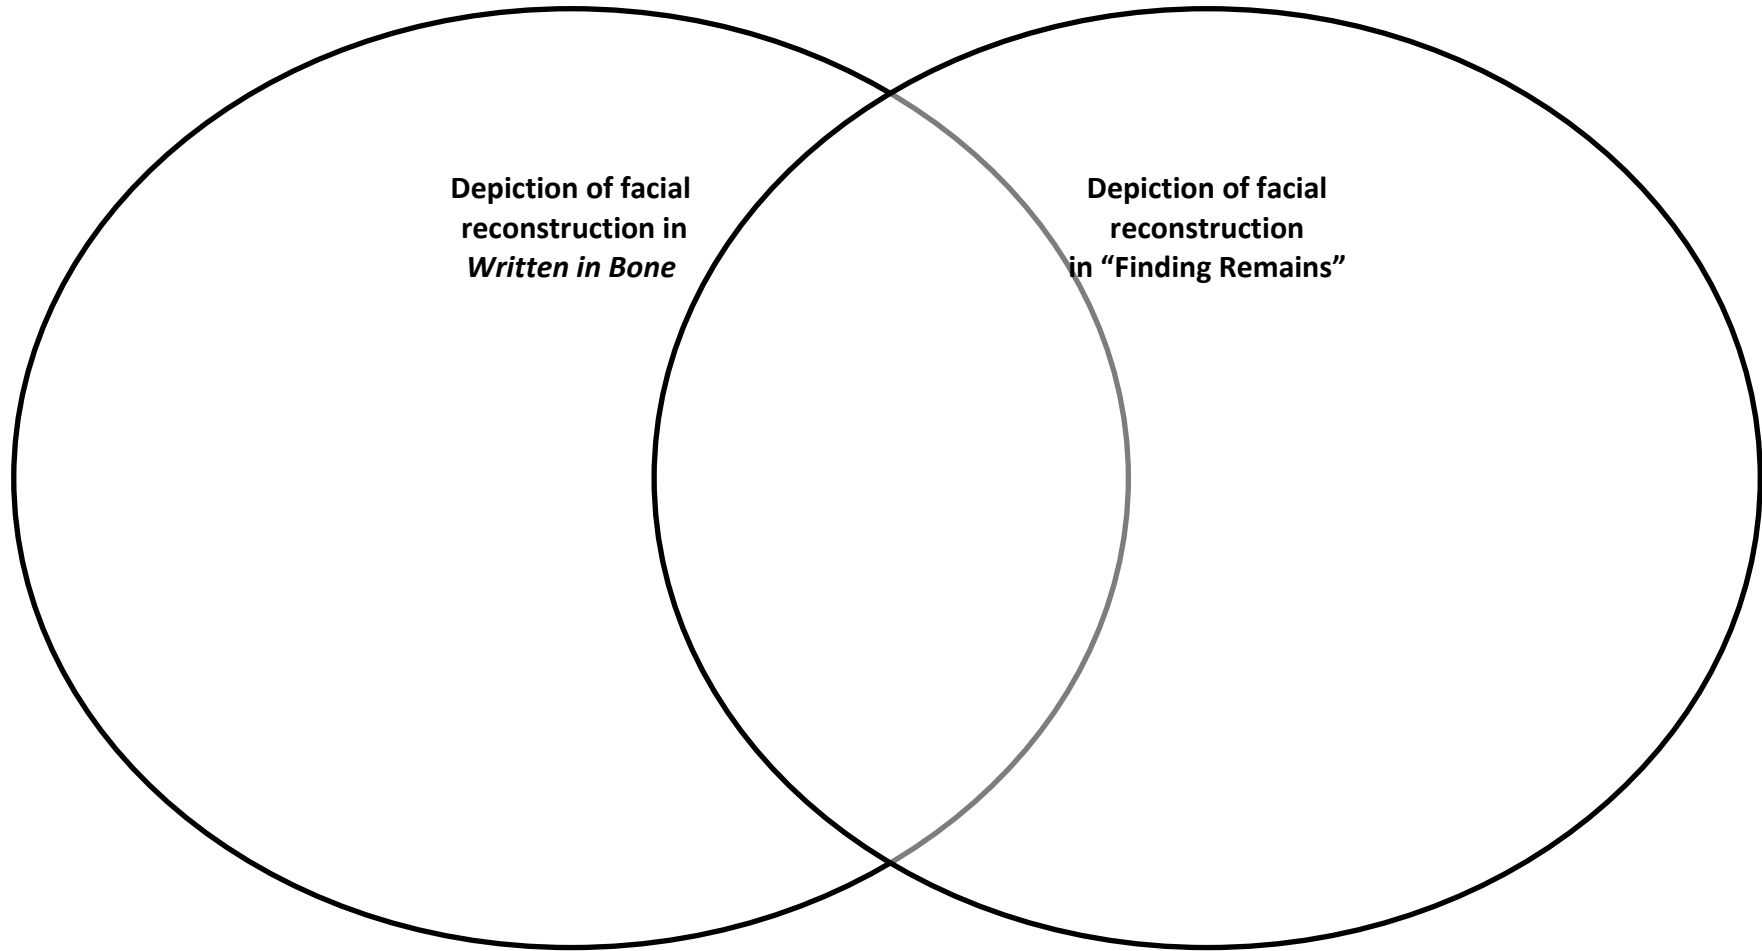 Depiction of facial
reconstruction in
Written in Bone
Depiction of facial
reconstruction
in “Finding Remains”